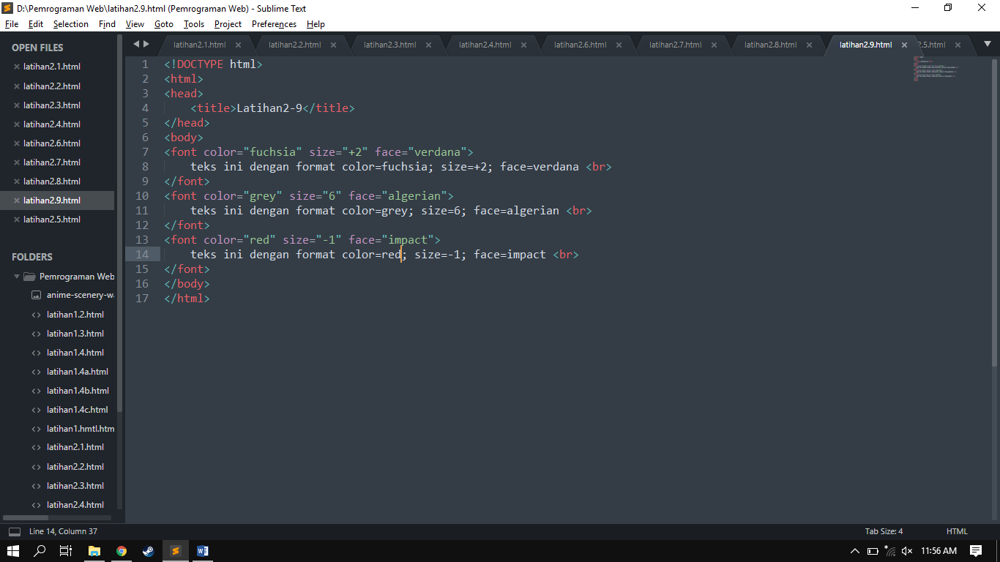 D:\Pemrograman Web\latihan2.9.html (Pemrograman Web) - Sublime Text
File Edit Selection Find View Goto Tools Project Preferences Help
OPEN FILES
latihan2.1.html
latihan2.2.html
latihan2.3.html
latihan2.4.html
latihan2.6.html
latihan2.7.html
latihan2.8.html
latihan2.9.html
latihan2.5.html
FOLDERS
Pemrograman Web
anime-scenery-wa
latihan1.2.html
latihan1.3.html
latihan1.4.html
latihan1.4a.html
latihan1.4b.html
latihan1.4c.html
latihan1.hmtl.htm
latihan2.1.html
latihan2.2.html
latihan2.3.html
latihan2.4.html
latihan2.1.html latihan2.2.html latihan2.3.html latihan2.4.html latihan2.6.html latihan2.7.html latihan2.8.html latihan2.9.html 2.5.html
1 <!DOCTYPE html>
2 <html>
3 <head>
4 <title>Latihan2-9</title>
5 </head>
6 <body>
7 <font color="fuchsia" size="+2" face="verdana">
8 teks ini dengan format color=fuchsia; size=+2; face=verdana <br>
9 </font>
10 <font color="grey" size="6" face="algerian">
11 teks ini dengan format color=grey; size=6; face=algerian <br>
12 </font>
13 <font color="red" size="-1" face="impact">
14 teks ini dengan format color=red; size=-1; face=impact <br>
15 </font>
16 </body>
17 </html>
Line 14, Column 37 Tab Size: 4 HTML
11:56 AM